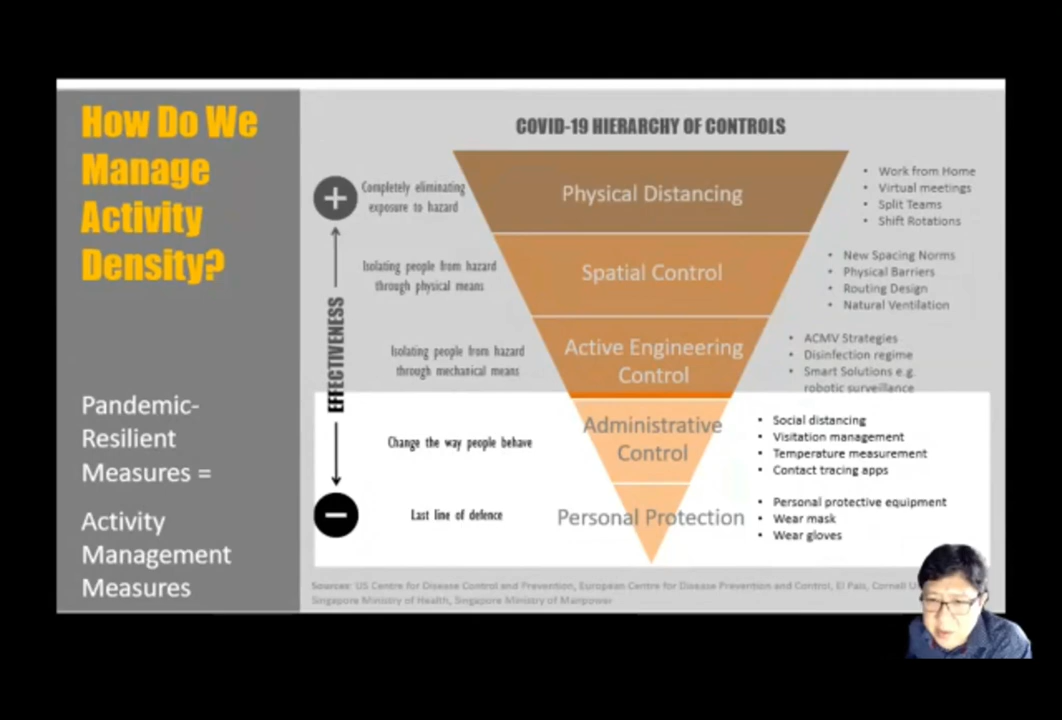 How Do We
Manage
Activity
Density?
Pandemic-
Resilient
Measures =
Activity
Management
Measures
COVID-19 HIERARCHY OF CONTROLS
EFFECTIVENESS
+
Completely eliminating
exposure to hazard
Physical Distancing
• Work from Home
• Virtual meetings
• Split Teams
• Shift Rotations
Isolating people from hazard
through physical means
Spatial Control
• New Spacing Norms
• Physical Barriers
• Routing Design
• Natural Ventilation
Isolating people from hazard
through mechanical means
Active Engineering
Control
• ACMV Strategies
• Disinfection regime
• Smart Solutions e.g.
robotic surveillance
Change the way people behave
Administrative
Control
• Social distancing
• Visitation management
• Temperature measurement
• Contact tracing apps
−
Last line of defence
Personal Protection
• Personal protective equipment
• Wear mask
• Wear gloves
Sources: US Centre for Disease Control and Prevention, European Centre for Disease Prevention and Control, El Pais, Cornell
Singapore Ministry of Health, Singapore Ministry of Manpower